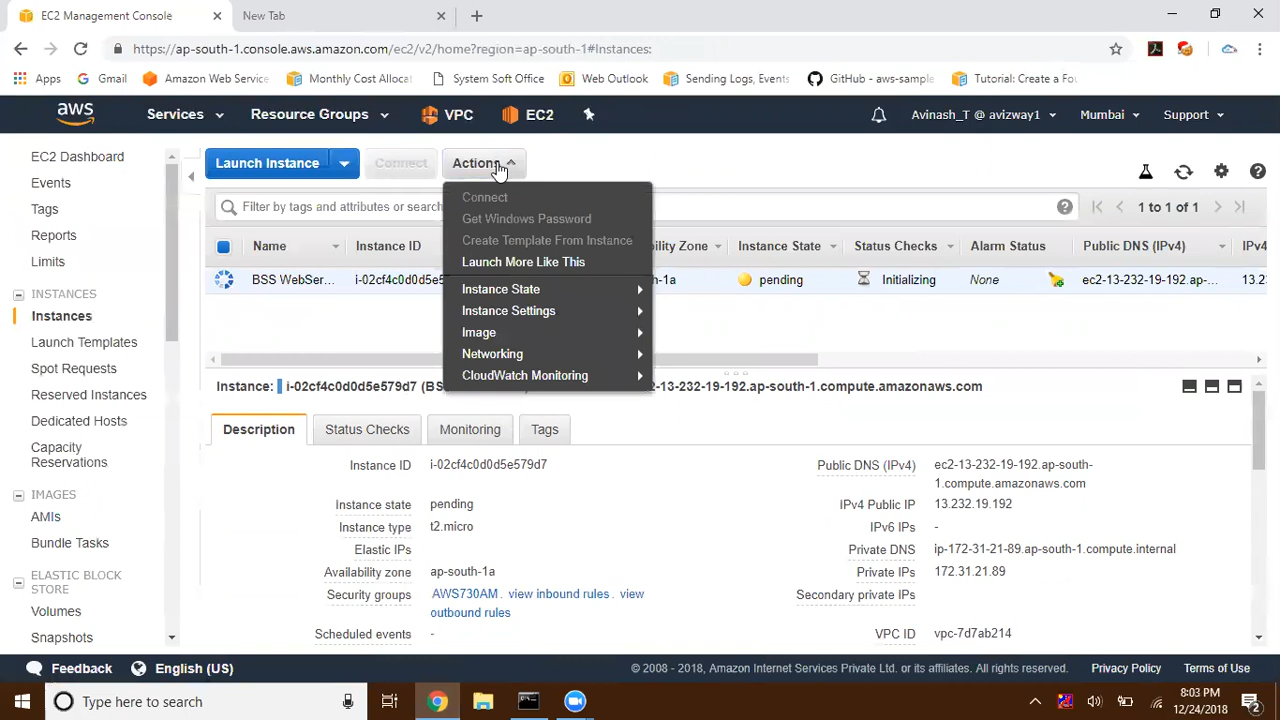 EC2 Management Console
New Tab
https://ap-south-1.console.aws.amazon.com/ec2/v2/home?region=ap-south-1#Instances:
Apps
Gmail
Amazon Web Service
Monthly Cost Allocat
System Soft Office
Web Outlook
Sending Logs, Events
GitHub - aws-sample
Tutorial: Create a Fou
aws
Services
Resource Groups
VPC
EC2
Avinash_T @ avizway1
Mumbai
Support
EC2 Dashboard
Events
Tags
Reports
Limits
INSTANCES
Instances
Launch Templates
Spot Requests
Reserved Instances
Dedicated Hosts
Capacity
Reservations
IMAGES
AMIs
Bundle Tasks
ELASTIC BLOCK
STORE
Volumes
Snapshots
Launch Instance
Connect
Actions
Connect
Get Windows Password
Create Template From Instance
Launch More Like This
Instance State
Instance Settings
Image
Networking
CloudWatch Monitoring
Filter by tags and attributes or search
1 to 1 of 1
Name
Instance ID
bility Zone
Instance State
Status Checks
Alarm Status
Public DNS (IPv4)
IPv4
BSS WebSer...
i-02cf4c0d0d5e5
h-1a
pending
Initializing
None
ec2-13-232-19-192.ap-...
13.23
Instance: i-02cf4c0d0d5e579d7 (BS
-13-232-19-192.ap-south-1.compute.amazonaws.com
Description
Status Checks
Monitoring
Tags
Instance ID i-02cf4c0d0d5e579d7
Instance state pending
Instance type t2.micro
Elastic IPs
Availability zone ap-south-1a
Security groups AWS730AM. view inbound rules. view
outbound rules
Scheduled events -
Public DNS (IPv4) ec2-13-232-19-192.ap-south-
1.compute.amazonaws.com
IPv4 Public IP 13.232.19.192
IPv6 IPs -
Private DNS ip-172-31-21-89.ap-south-1.compute.internal
Private IPs 172.31.21.89
Secondary private IPs
VPC ID vpc-7d7ab214
Feedback
English (US)
© 2008 - 2018, Amazon Internet Services Private Ltd. or its affiliates. All rights reserved.
Privacy Policy
Terms of Use
Type here to search
8:03 PM
12/24/2018
2